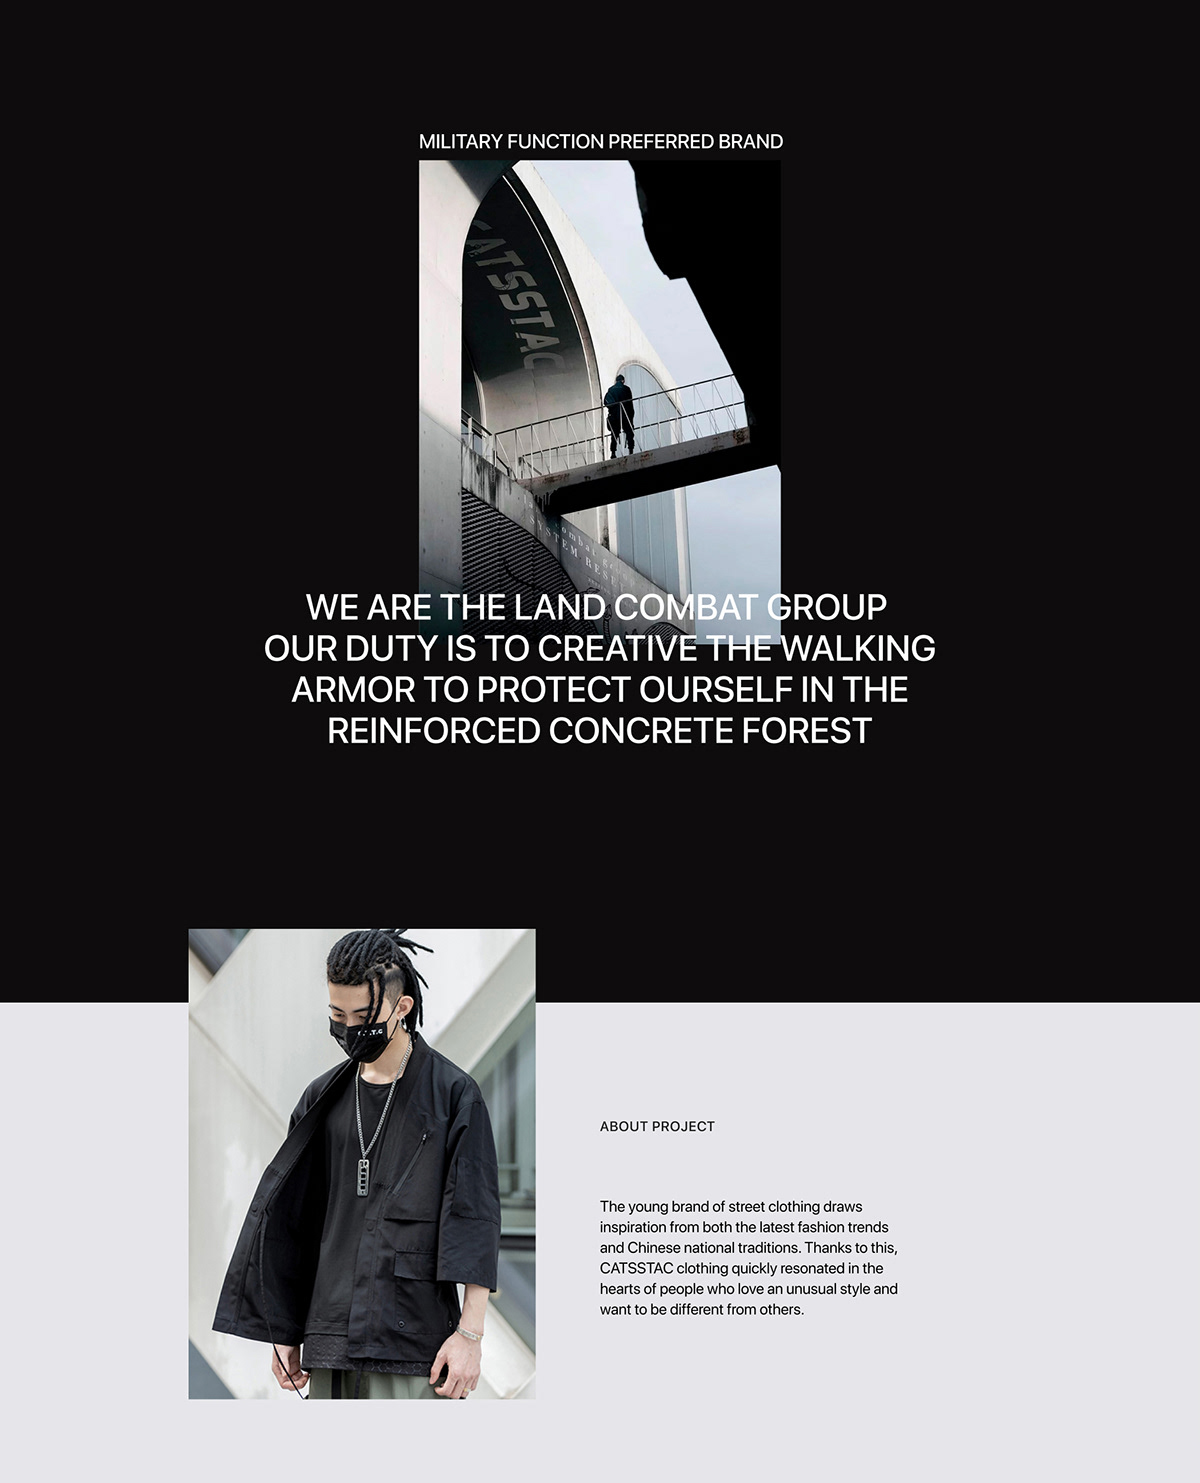 MILITARY FUNCTION PREFERRED BRAND
CATSSTAC
WE ARE THE LAND COMBAT GROUP
OUR DUTY IS TO CREATIVE THE WALKING
ARMOR TO PROTECT OURSELF IN THE
REINFORCED CONCRETE FOREST
ABOUT PROJECT
The young brand of street clothing draws
inspiration from both the latest fashion trends
and Chinese national traditions. Thanks to this,
CATSSTAC clothing quickly resonated in the
hearts of people who love an unusual style and
want to be different from others.